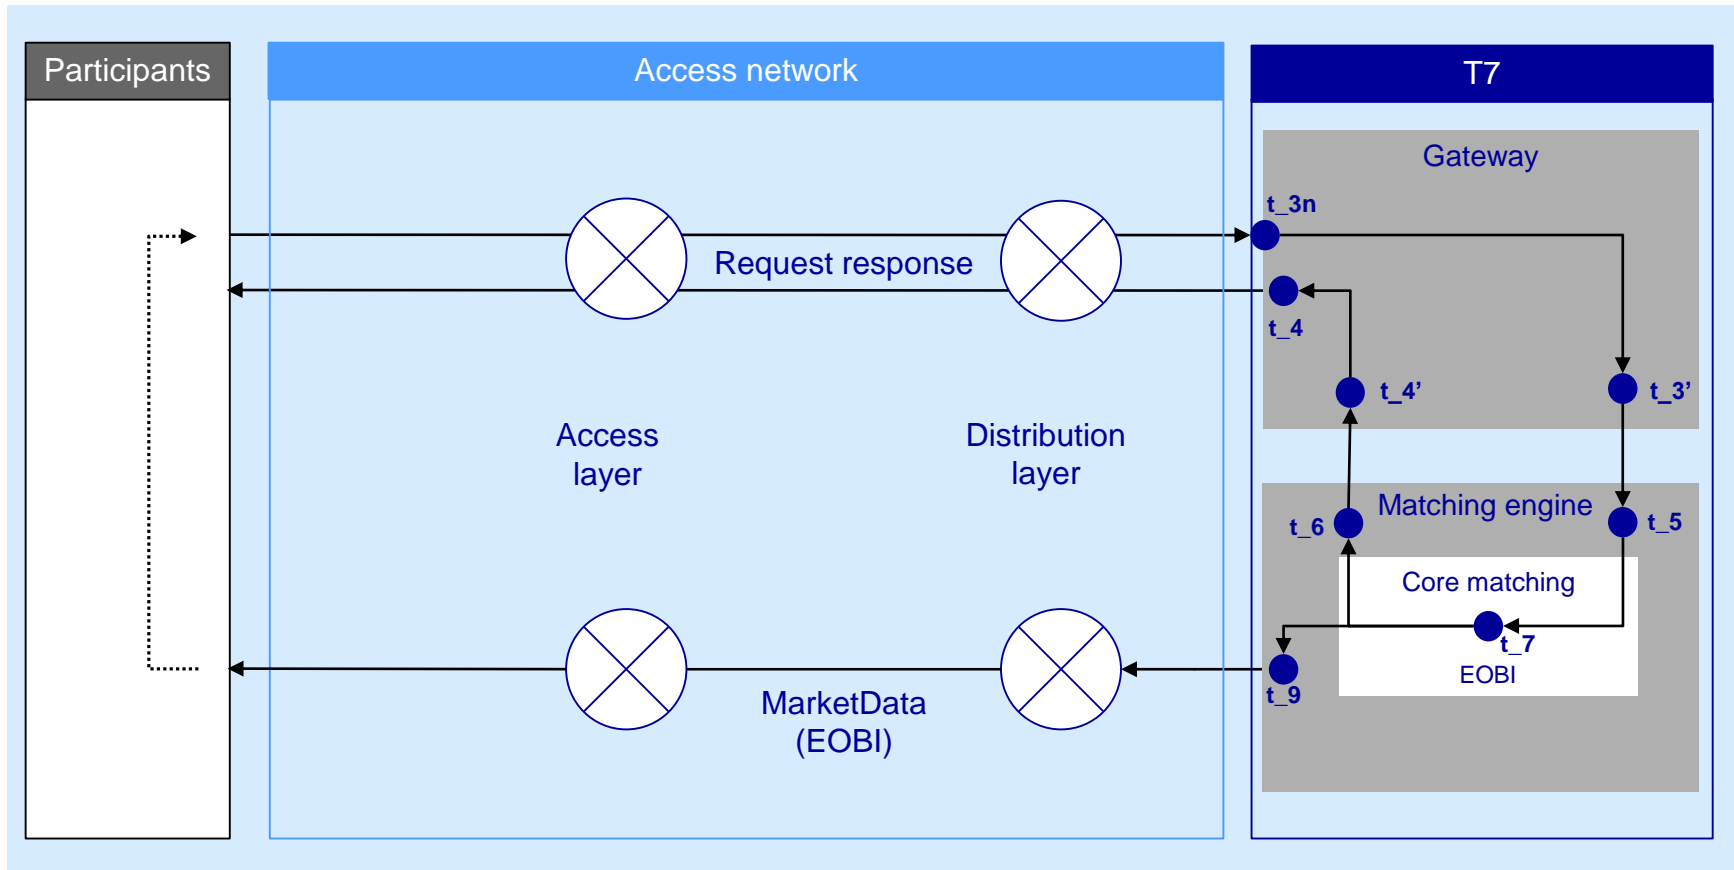 Participants
Access network
T7
Gateway
t_3n
Request response
t_4
t_4’
t_3’
Access
layer
Distribution
layer
Matching engine
t_6
t_5
Core matching
t_7
EOBI
t_9
MarketData
(EOBI)